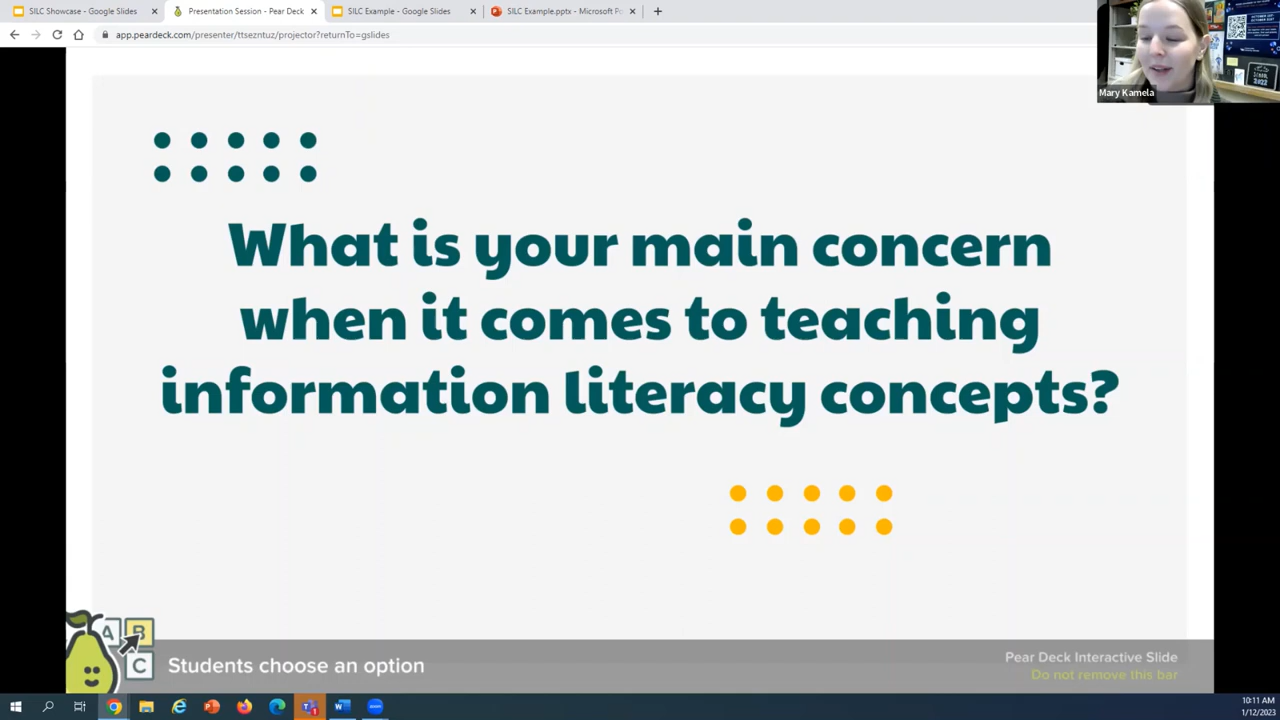 SILC Showcase - Google Slides
Presentation Session - Pear Deck
SILC Example - Google Slides
SILC Example.pptx - Microsoft Po
app.peardeck.com/presenter/ttsezntuz/projector?returnTo=gslides
Mary Kamela
What is your main concern
when it comes to teaching
information literacy concepts?
A B
C
Students choose an option
Pear Deck Interactive Slide
Do not remove this bar
10:11 AM
1/12/2023